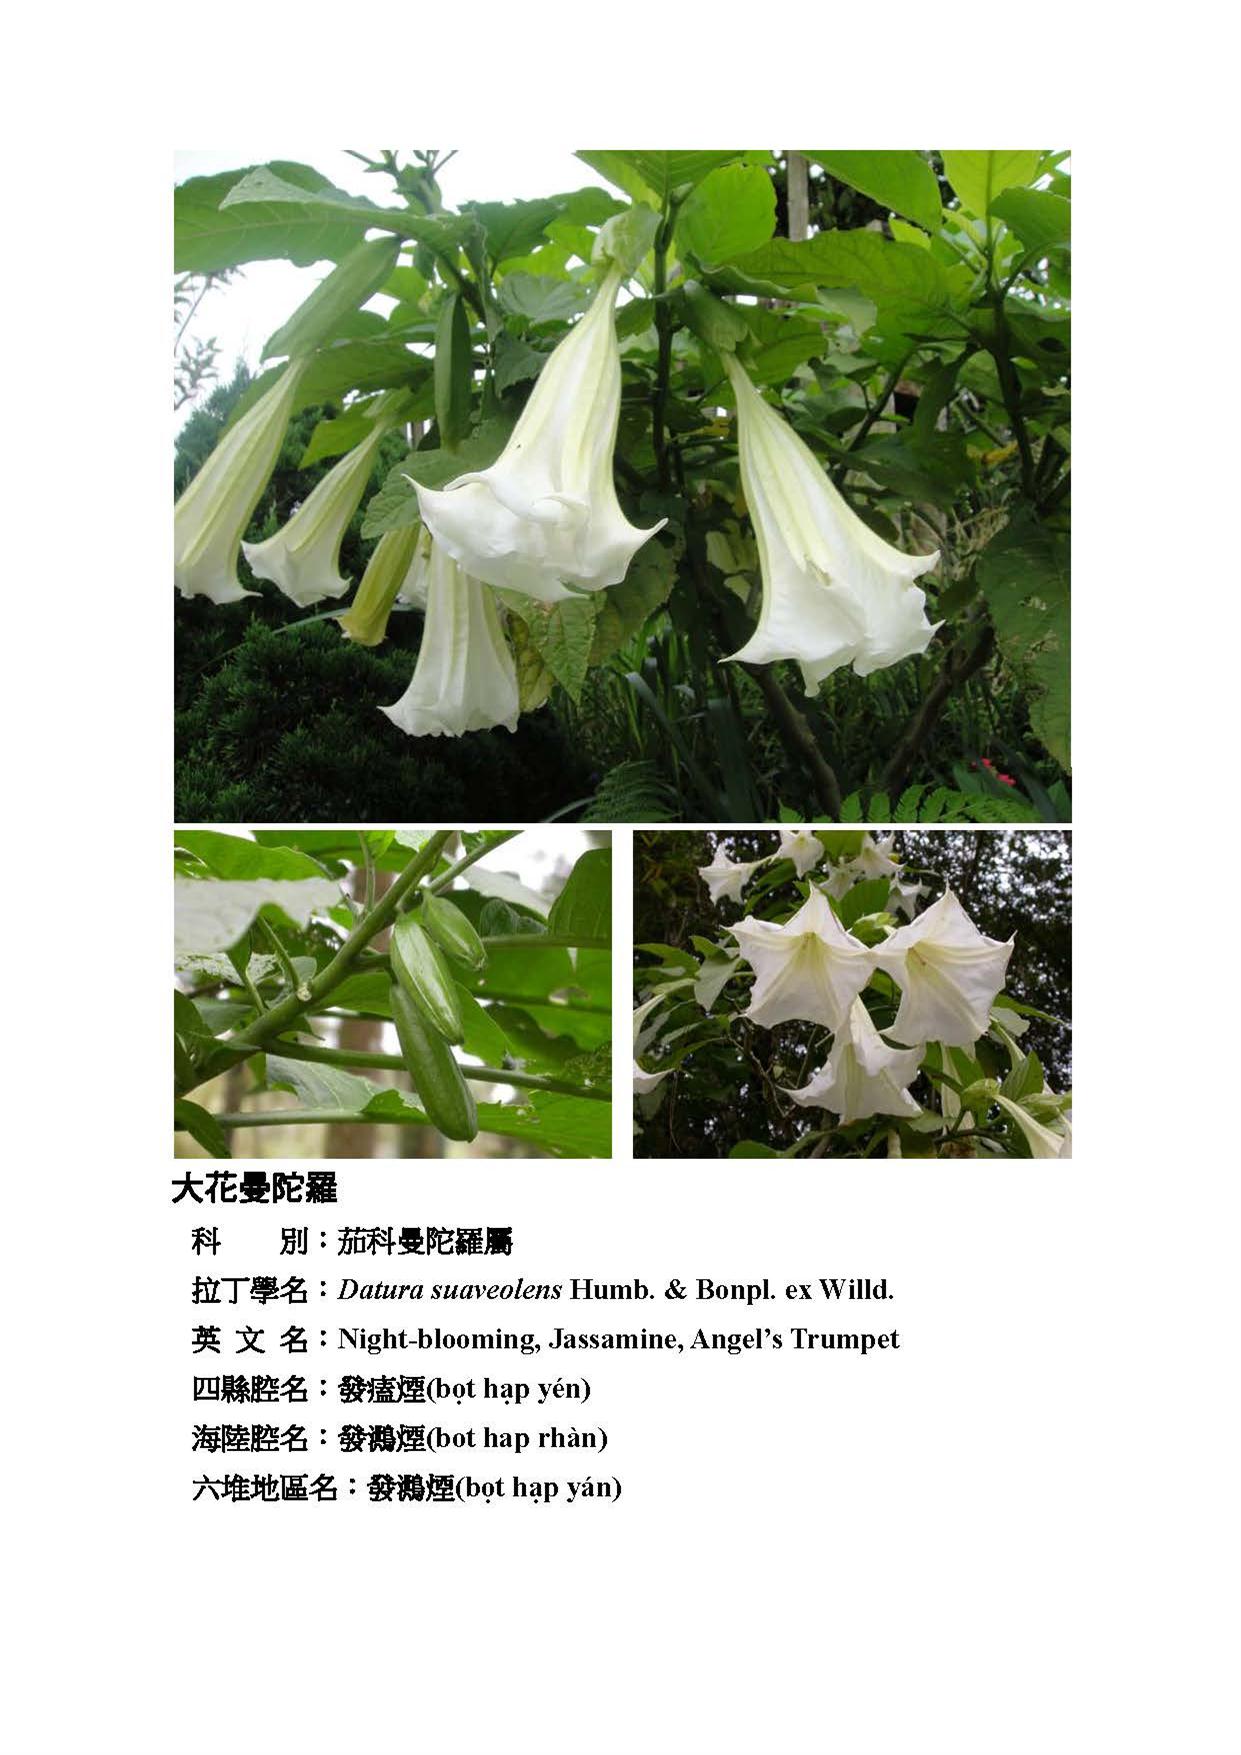 大花曼陀羅
科　　別：茄科曼陀羅屬
拉丁學名：Datura suaveolens Humb. & Bonpl. ex Willd.
英 文 名：Night-blooming, Jassamine, Angel’s Trumpet
四縣腔名：發瘟煙(bọt hạp yén)
海陸腔名：發煙(bot hap rhàn)
六堆地區名：發煙(bọt hạp yán)